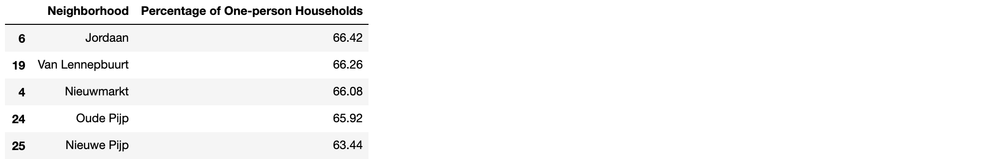 Neighborhood Percentage of One-person Households
6 Jordaan 66.42
19 Van Lennepbuurt 66.26
4 Nieuwmarkt 66.08
24 Oude Pijp 65.92
25 Nieuwe Pijp 63.44